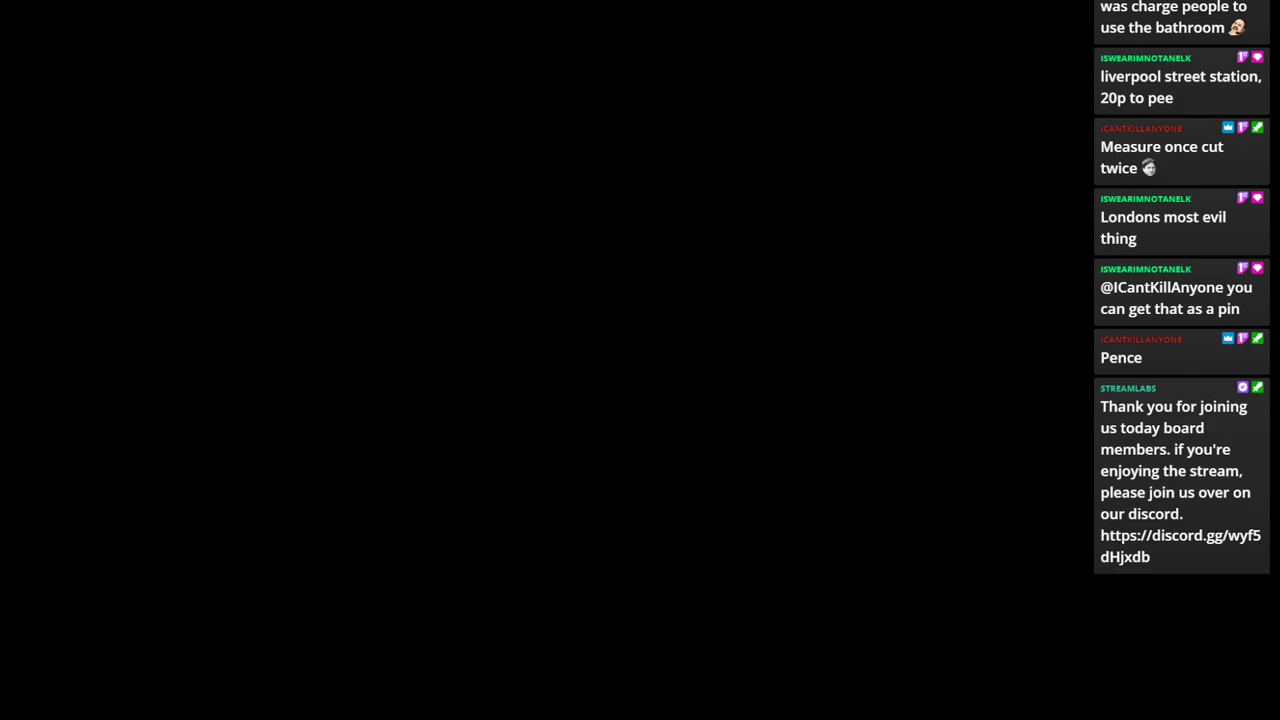 was charge people to
use the bathroom
ISWEARIMNOTANELK
liverpool street station,
20p to pee
ICANTKILLANYONE
Measure once cut
twice
ISWEARIMNOTANELK
Londons most evil
thing
ISWEARIMNOTANELK
@ICantKillAnyone you
can get that as a pin
ICANTKILLANYONE
Pence
STREAMLABS
Thank you for joining
us today board
members. if you're
enjoying the stream,
please join us over on
our discord.
https://discord.gg/wyf5
dHjxdb